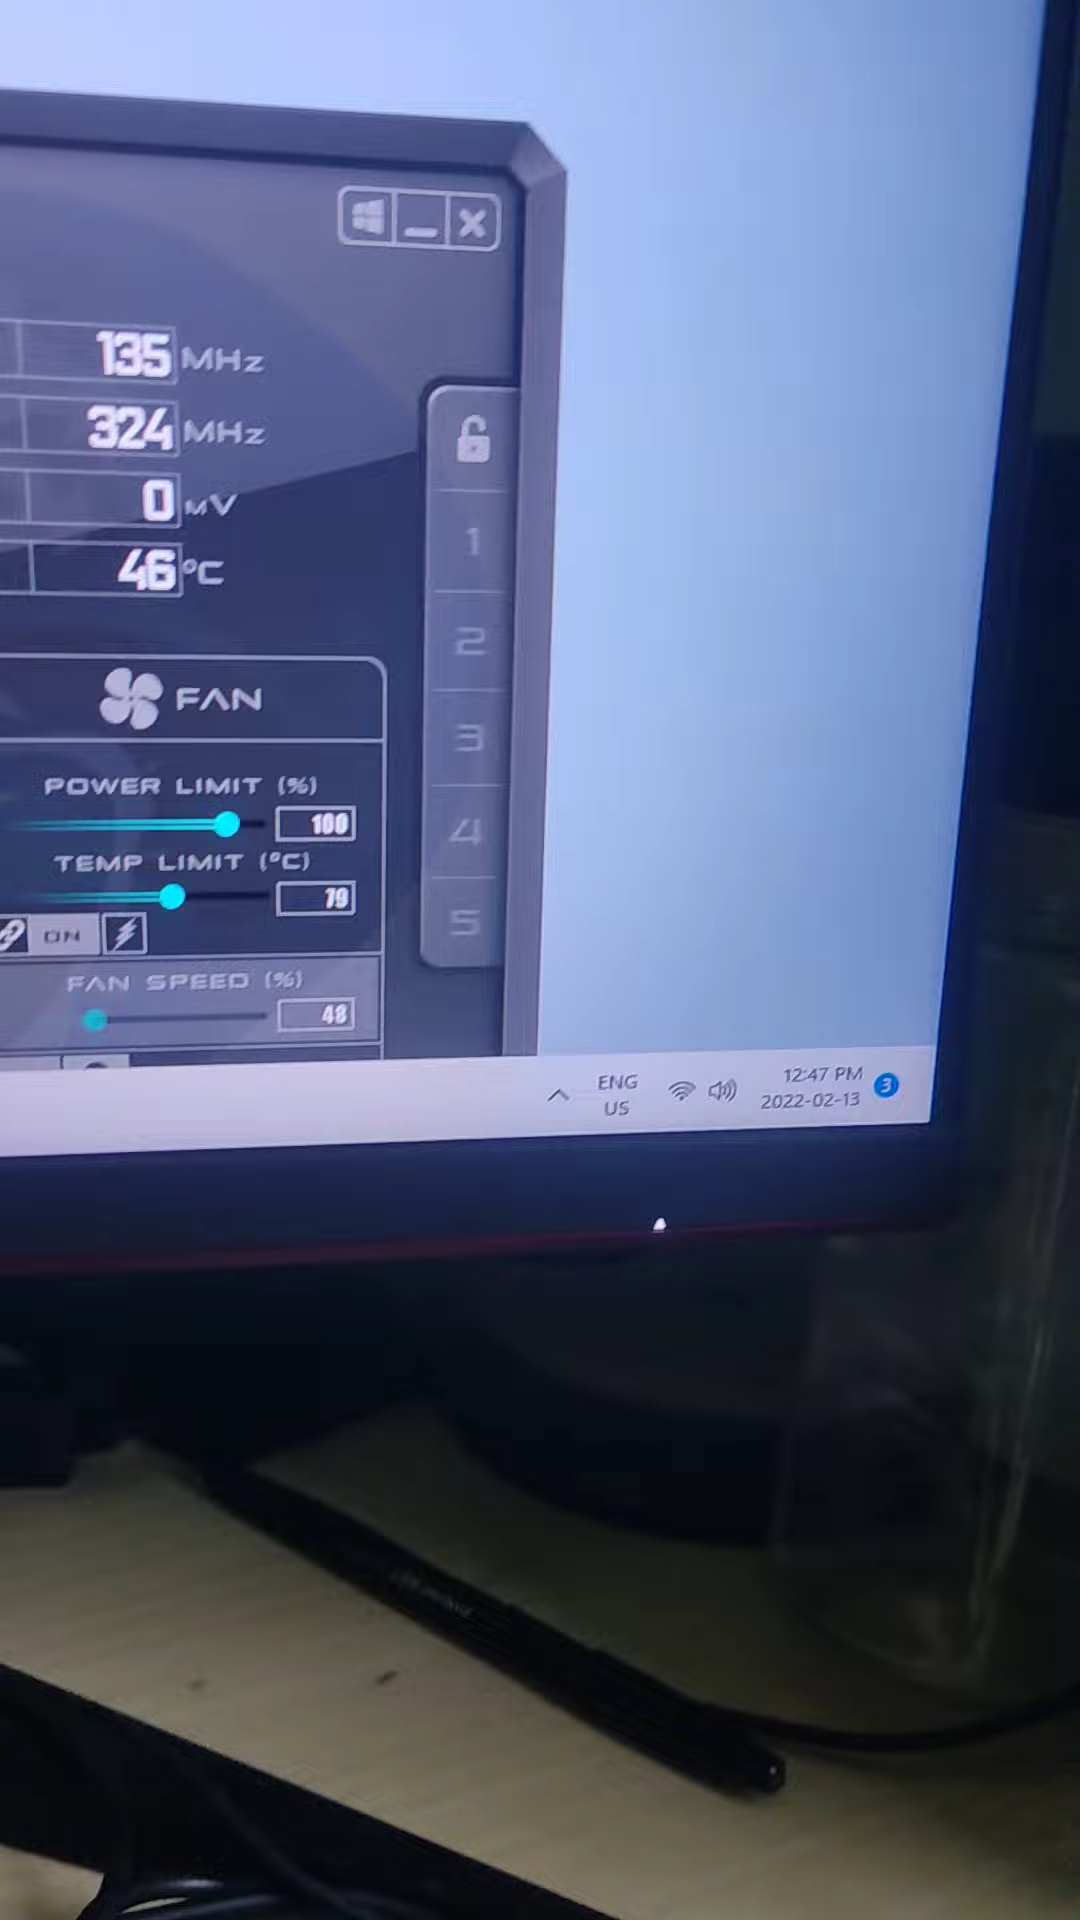 135 MHz
324 MHz
0 MV
46 °C
1
2
3
4
5
FAN
POWER LIMIT (%)
100
TEMP LIMIT (°C)
79
ON
FAN SPEED (%)
48
ENG
US
12:47 PM
2022-02-13
3